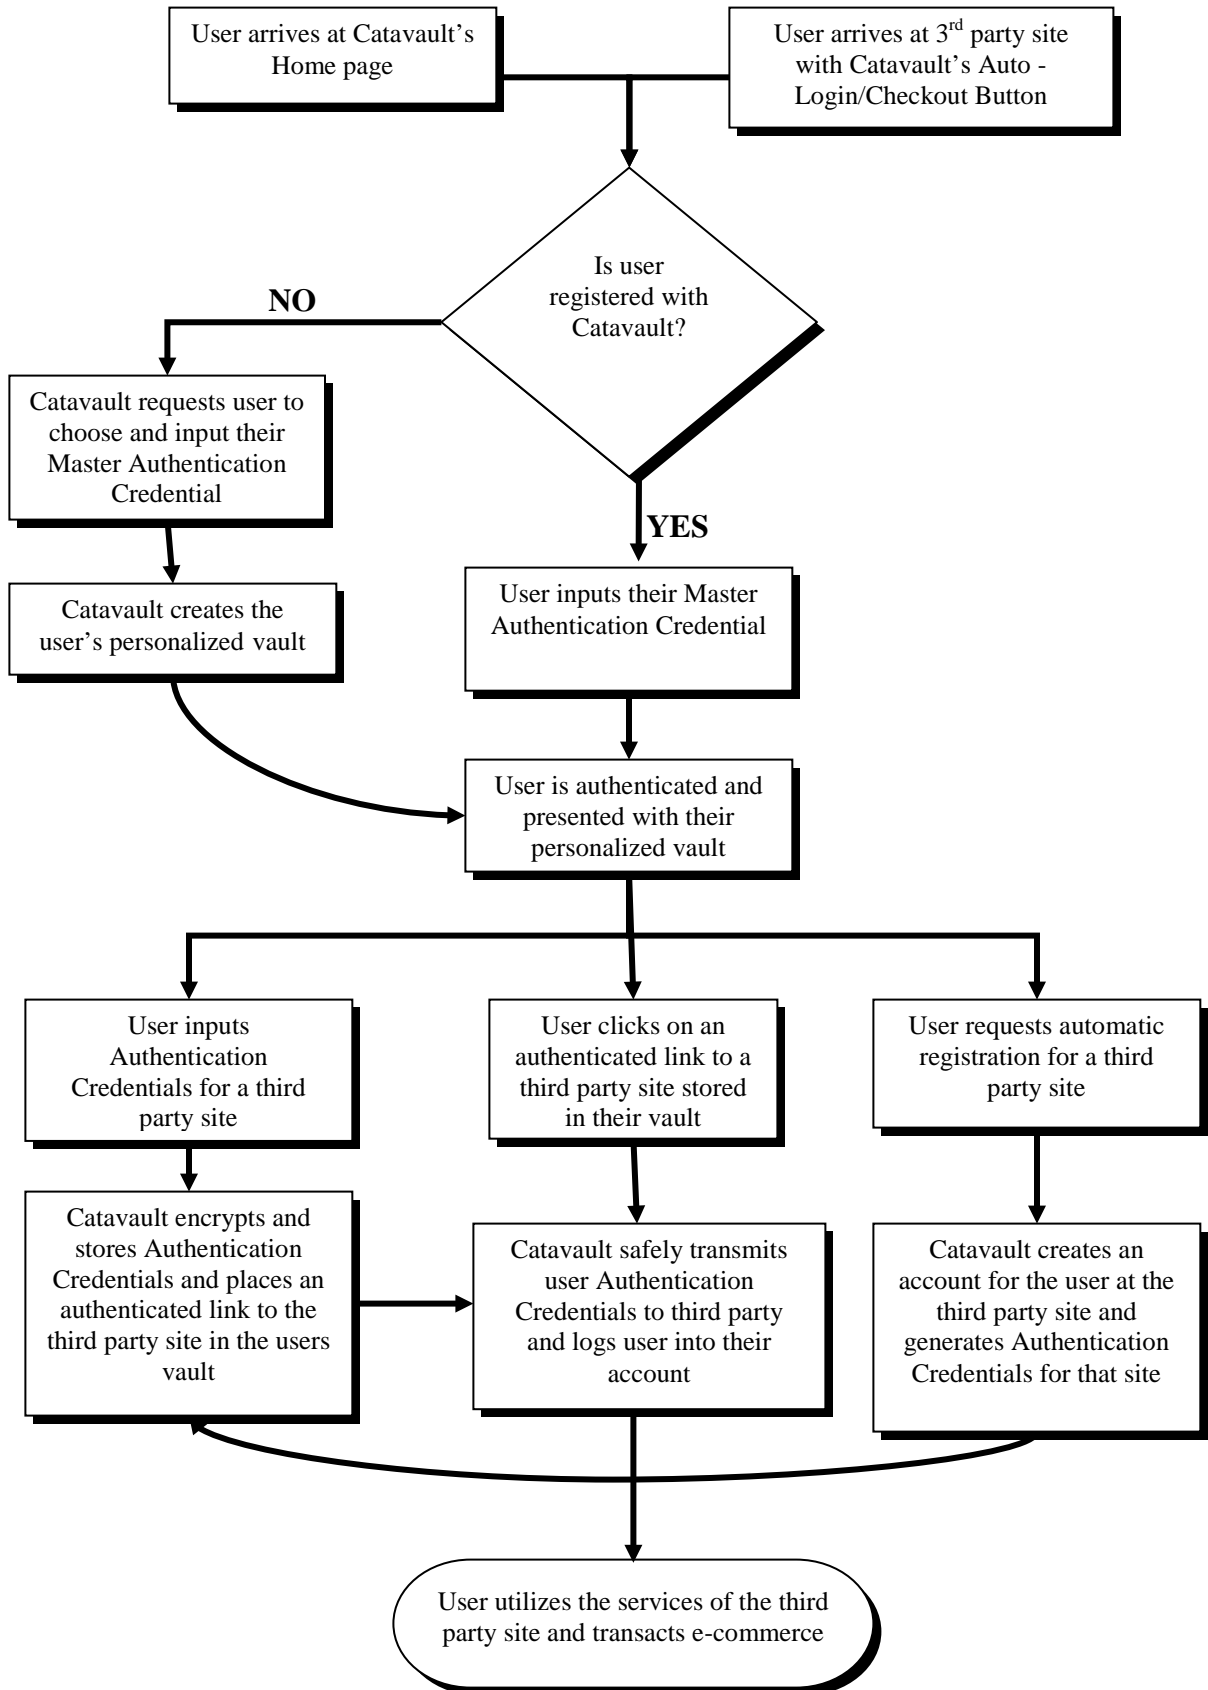 User arrives at Catavault’s
Home page
User arrives at 3rd party site
with Catavault’s Auto -
Login/Checkout Button
Is user
registered with
Catavault?
NO
Catavault requests user to
choose and input their
Master Authentication
Credential
YES
Catavault creates the
user’s personalized vault
User inputs their Master
Authentication Credential
User is authenticated and
presented with their
personalized vault
User inputs
Authentication
Credentials for a third
party site
User clicks on an
authenticated link to a
third party site stored
in their vault
User requests automatic
registration for a third
party site
Catavault encrypts and
stores Authentication
Credentials and places an
authenticated link to the
third party site in the users
vault
Catavault safely transmits
user Authentication
Credentials to third party
and logs user into their
account
Catavault creates an
account for the user at the
third party site and
generates Authentication
Credentials for that site
User utilizes the services of the third
party site and transacts e-commerce